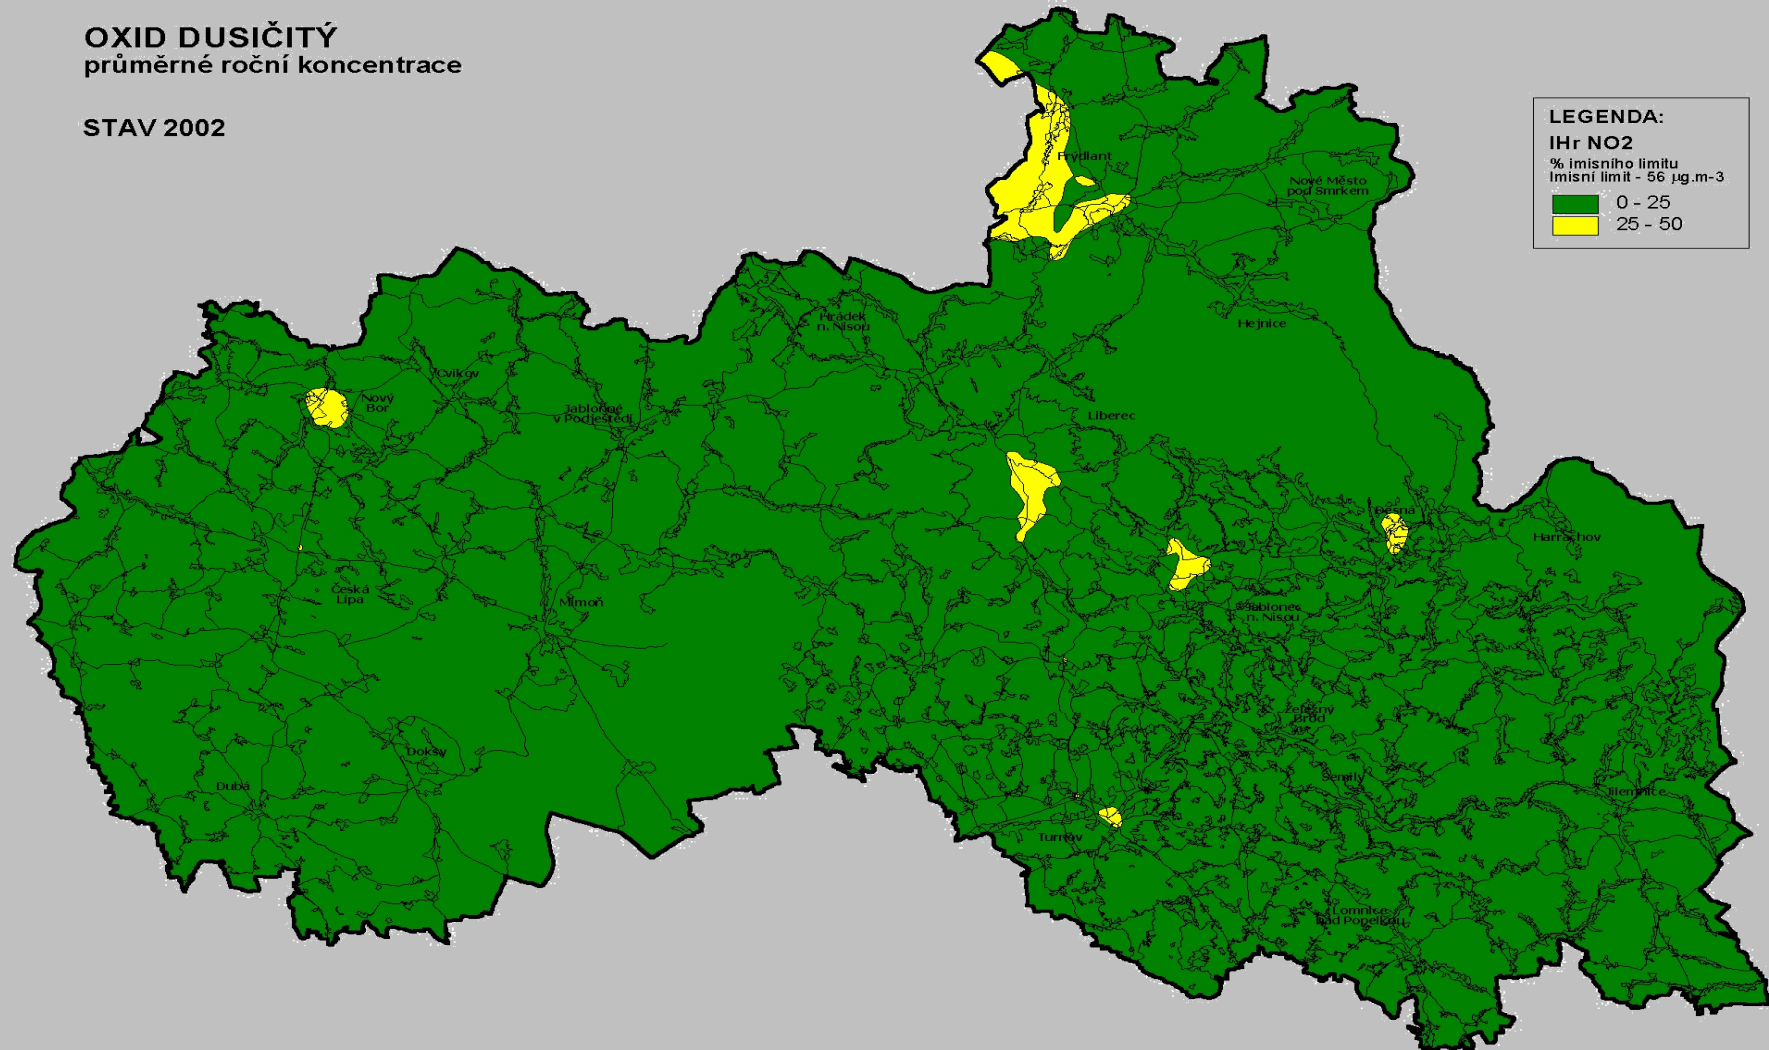 OXID DUSIČITÝ
průměrné roční koncentrace
STAV 2002
LEGENDA:
IHr NO2
% imisního limitu
Imisní limit - 56 µg.m-3
0 - 25
25 - 50
Frýdlant
Nové Město
pod Smrkem
Hrádek
n. Nisou
Hejnice
Cvikov
Nový
Bor
Jablonné
v Podještědí
Liberec
Desná
Harrachov
Česká
Lípa
Mimoň
Jablonec
n. Nisou
Železný
Brod
Doksy
Semily
Dubá
Jilemnice
Turnov
Lomnice
nad Popelkou